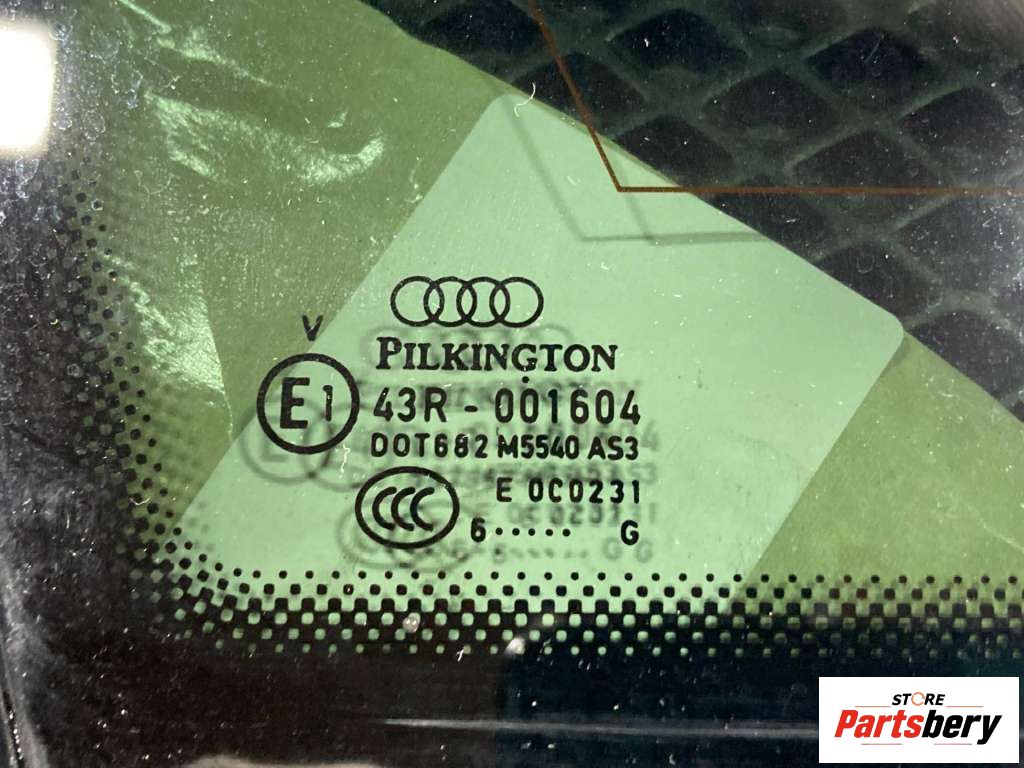 V
PILKINGTON
E1 43R - 001604
DOT682 M5540 AS3
CCC E 0C0231
6····· G
STORE
Partsbery